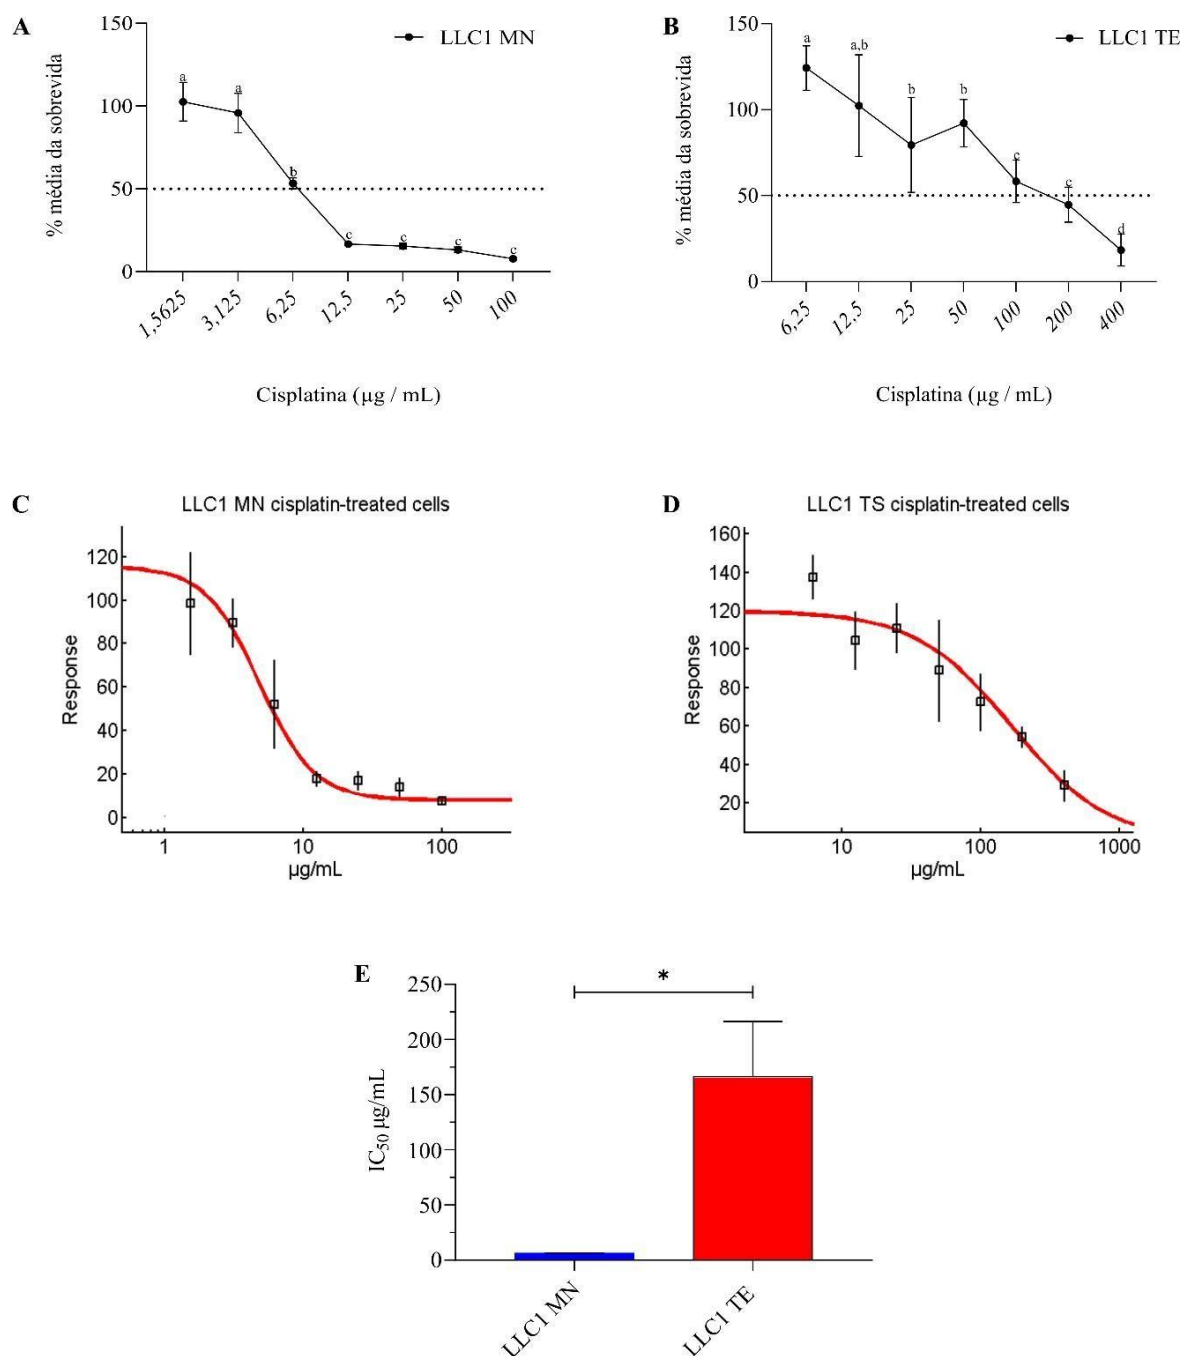 A
150
100
50
0
% média da sobrevida
LLC1 MN
a
a
b
c
c
c
c
1,5625
3,125
6,25
12,5
25
50
100
Cisplatina (µg / mL)
B
150
100
50
0
% média da sobrevida
LLC1 TE
a
a,b
b
b
c
c
d
6,25
12,5
25
50
100
200
400
Cisplatina (µg / mL)
C
LLC1 MN cisplatin-treated cells
120
100
80
60
40
20
0
Response
1
10
100
µg/mL
D
LLC1 TS cisplatin-treated cells
160
140
120
100
80
60
40
20
Response
10
100
1000
µg/mL
E
250
200
150
100
50
0
IC50 µg/mL
*
LLC1 MN
LLC1 TE